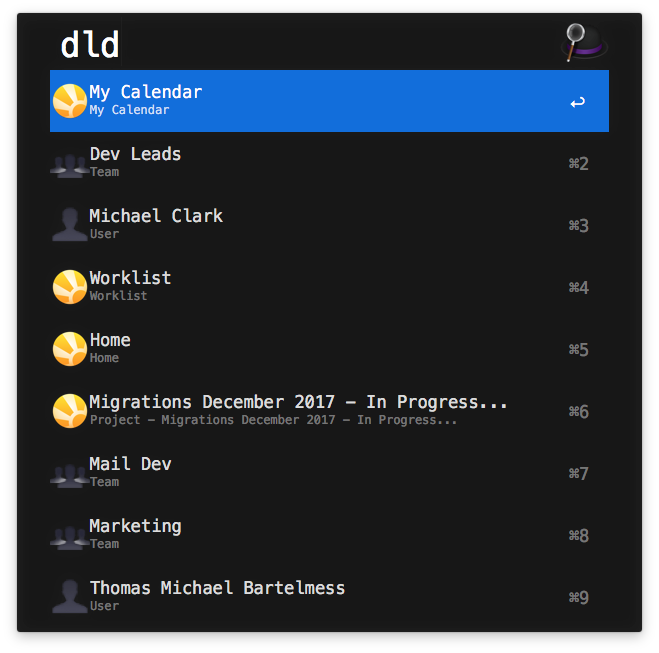 dld
My Calendar
↩
My Calendar
Dev Leads
⌘2
Team
Michael Clark
⌘3
User
Worklist
⌘4
Worklist
Home
⌘5
Home
Migrations December 2017 – In Progress...
⌘6
Project – Migrations December 2017 – In Progress...
Mail Dev
⌘7
Team
Marketing
⌘8
Team
Thomas Michael Bartelmess
⌘9
User